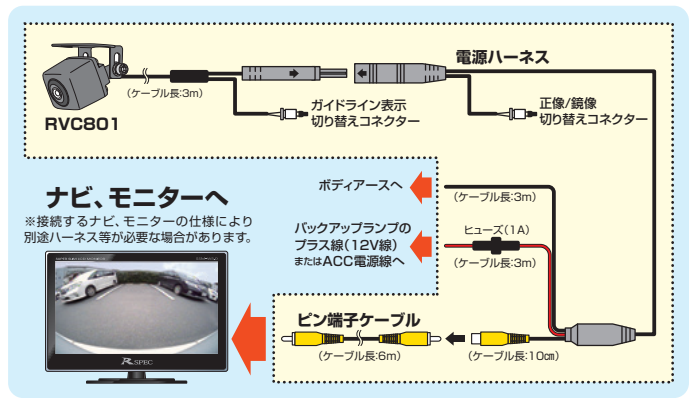 電源ハーネス
(ケーブル長:3m)
RVC801
ガイドライン表示
切り替えコネクター
正像/鏡像
切り替えコネクター
ナビ、モニターへ
※接続するナビ、モニターの仕様により
別途ハーネス等が必要な場合があります。
ボディアースへ
(ケーブル長:3m)
バックアップランプの
プラス線(12V線)
またはACC電源線へ
ヒューズ(1A)
(ケーブル長:3m)
ピン端子ケーブル
(ケーブル長:6m)
(ケーブル長:10㎝)
R SPEC